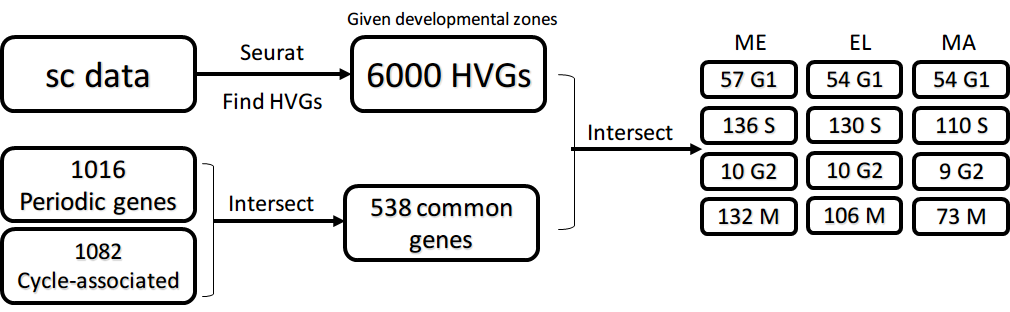 Given developmental zones
sc data
Seurat
Find HVGs
6000 HVGs
1016
Periodic genes
1082
Cycle-associated
Intersect
538 common
genes
Intersect
ME EL MA
57 G1 54 G1 54 G1
136 S 130 S 110 S
10 G2 10 G2 9 G2
132 M 106 M 73 M